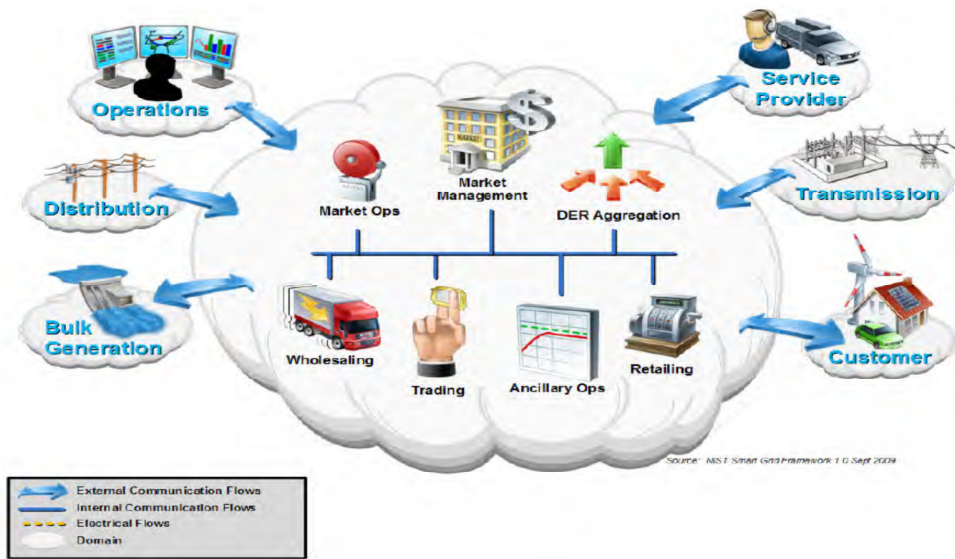 Operations
Service
Provider
Market Ops
Market
Management
DER Aggregation
Distribution
Transmission
Bulk
Generation
Wholesaling
Trading
Ancillary Ops
Retailing
Customer
Source: NIST Smart Grid Framework 1.0 Sept 2009
External Communication Flows
Internal Communication Flows
Electrical Flows
Domain